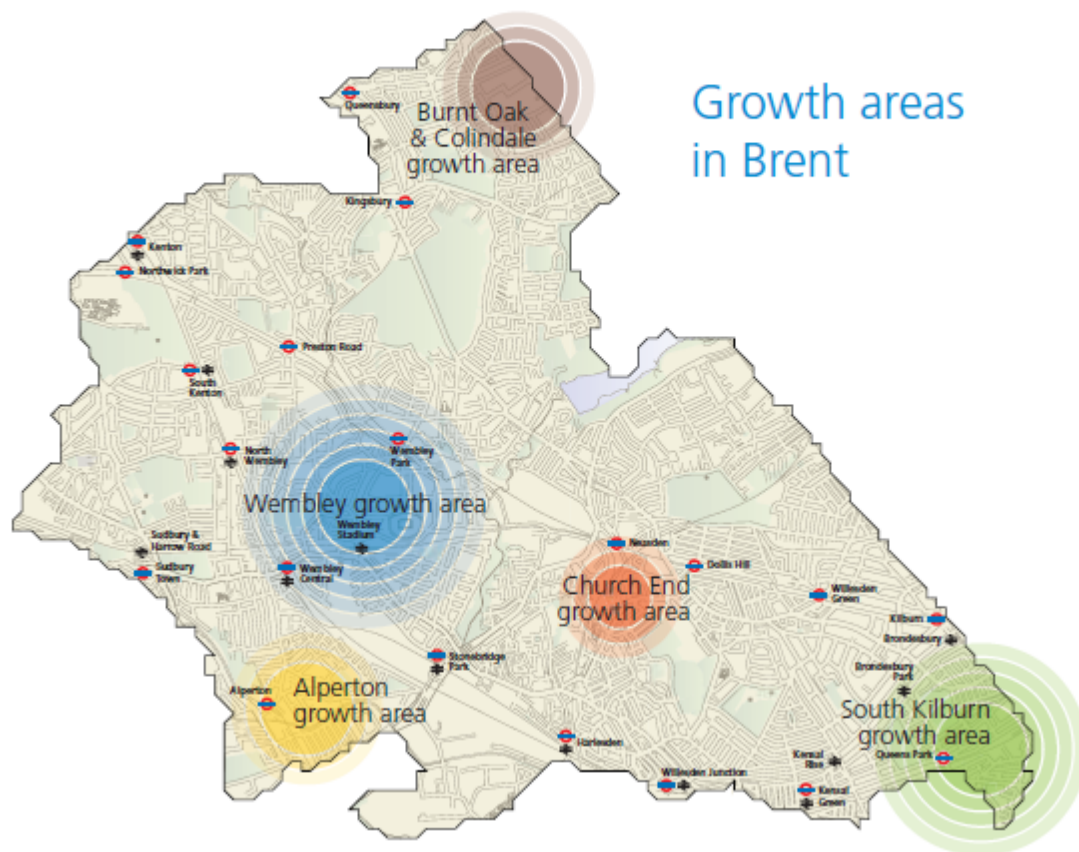 Growth areas
in Brent
Queensbury
Burnt Oak
& Colindale
growth area
Kingsbury
Kenton
Northwick Park
Preston Road
South
Kenton
North
Wembley
Wembley
Park
Wembley growth area
Wembley
Stadium
Sudbury &
Harrow Road
Sudbury
Town
Wembley
Central
Neasden
Dollis Hill
Church End
growth area
Willesden
Green
Kilburn
Brondesbury
Stonebridge
Park
Brondesbury
Park
Alperton
Alperton
growth area
South Kilburn
growth area
Harlesden
Queens Park
Kensal
Rise
Willesden Junction
Kensal
Green